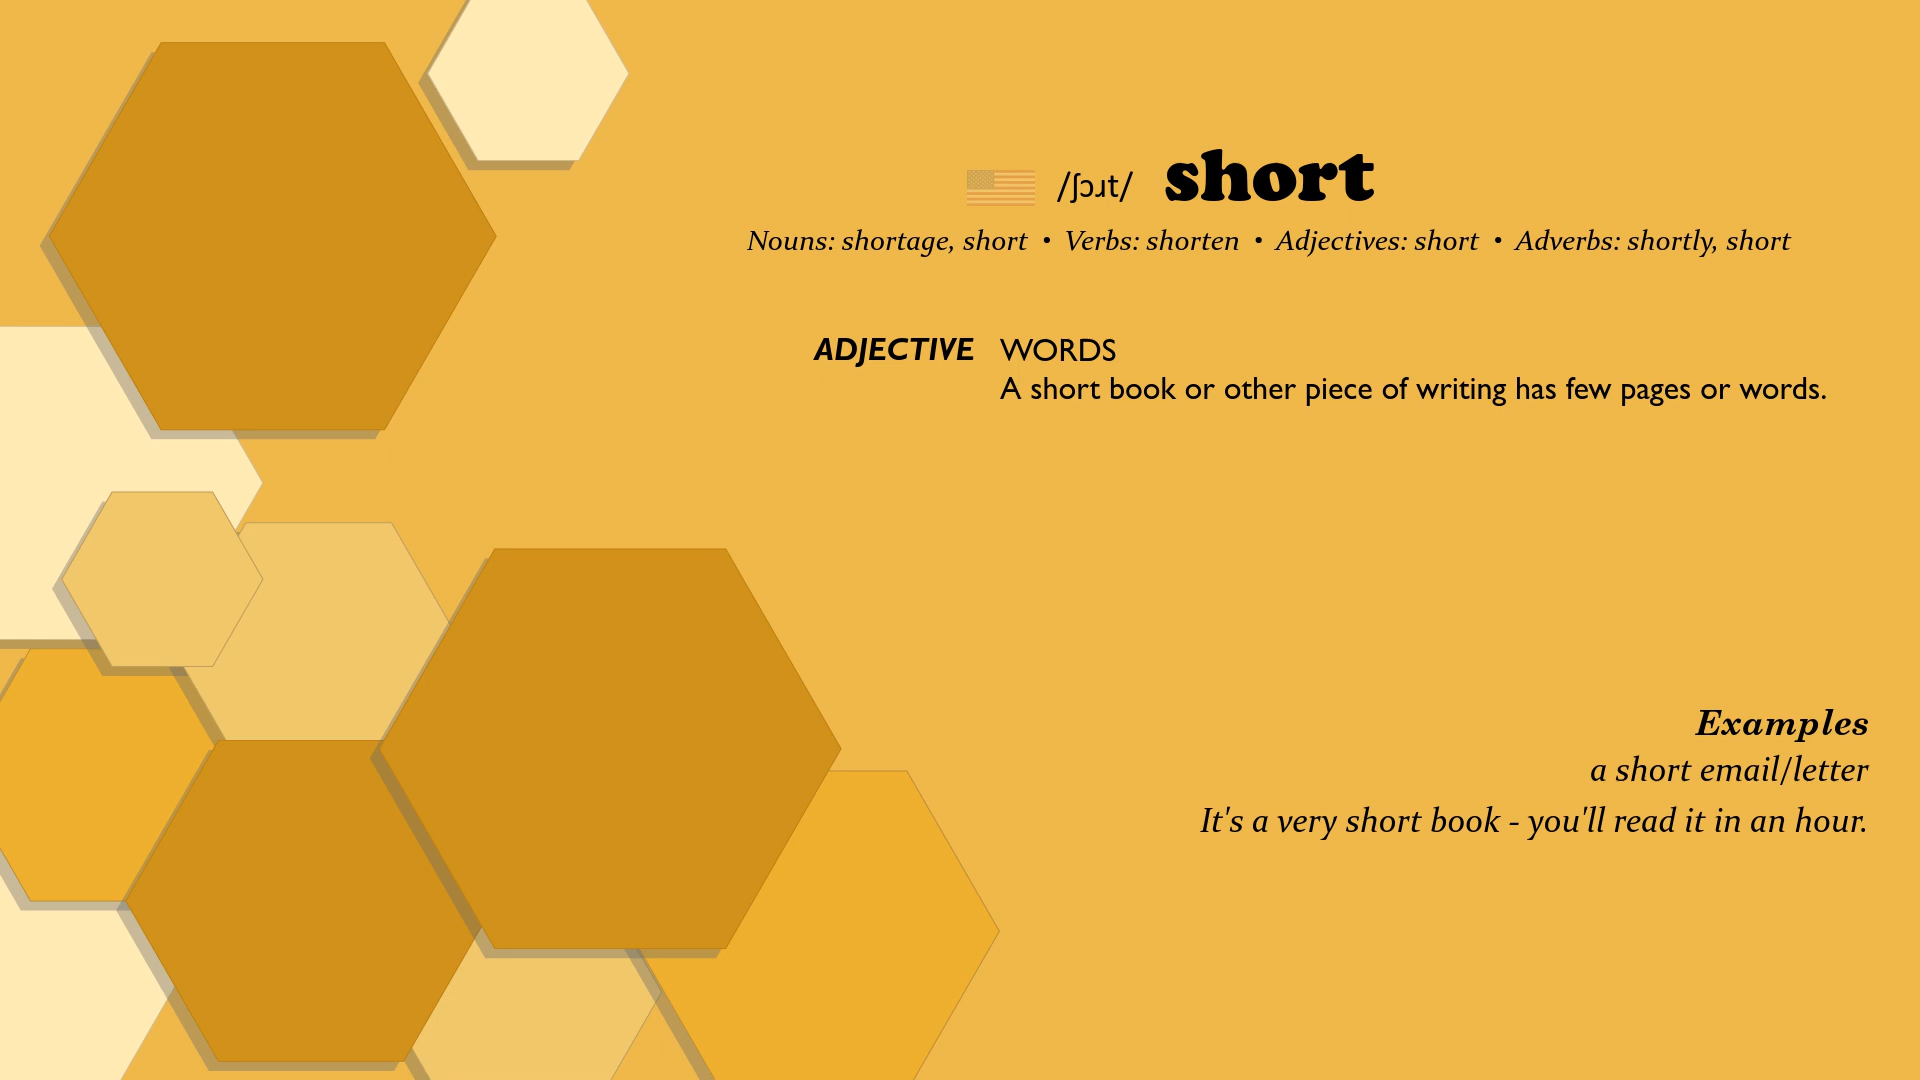 /ʃɔɹt/ short
Nouns: shortage, short • Verbs: shorten • Adjectives: short • Adverbs: shortly, short
ADJECTIVE WORDS
A short book or other piece of writing has few pages or words.
Examples
a short email/letter
It's a very short book - you'll read it in an hour.